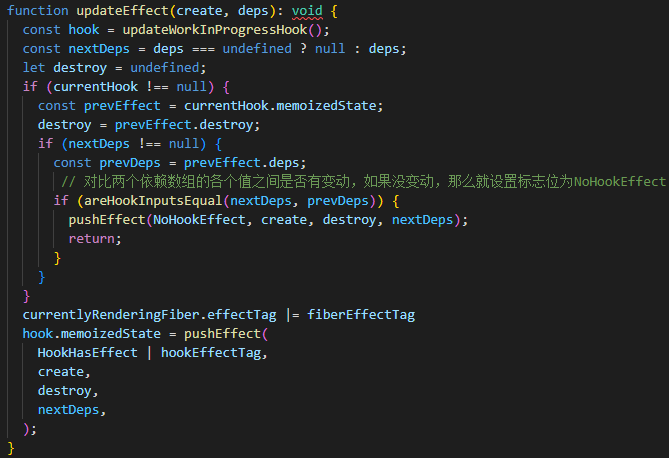 function updateEffect(create, deps): void {
  const hook = updateWorkInProgressHook();
  const nextDeps = deps === undefined ? null : deps;
  let destroy = undefined;
  if (currentHook !== null) {
    const prevEffect = currentHook.memoizedState;
    destroy = prevEffect.destroy;
    if (nextDeps !== null) {
      const prevDeps = prevEffect.deps;
       // 对比两个依赖数组的各个值之间是否有变动，如果没变动，那么就设置标志位为NoHookEffect
      if (areHookInputsEqual(nextDeps, prevDeps)) {
        pushEffect(NoHookEffect, create, destroy, nextDeps);
        return;
      }
    }
  }
  currentlyRenderingFiber.effectTag |= fiberEffectTag
  hook.memoizedState = pushEffect(
    HookHasEffect | hookEffectTag,
    create,
    destroy,
    nextDeps,
  );
}